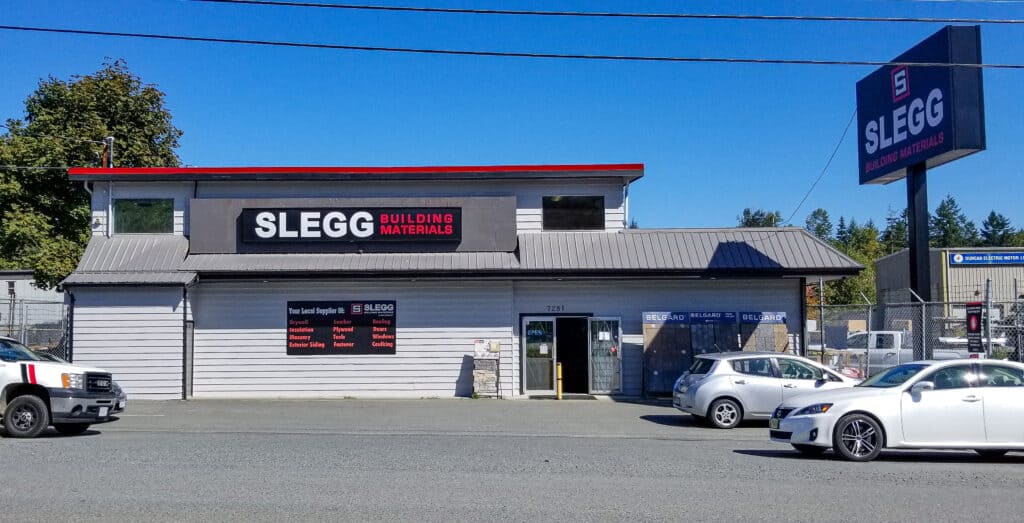 S
SLEGG
BUILDING MATERIALS
SLEGG BUILDING
MATERIALS
DUNCAN ELECTRIC MOTOR
7281
Your Local Supplier Of: S SLEGG
Drywall Lumber Roofing
Insulation Plywood Doors
Masonry Tools Windows
Exterior Siding Fastener Caulking
BELGARD BELGARD BELGARD
OPEN